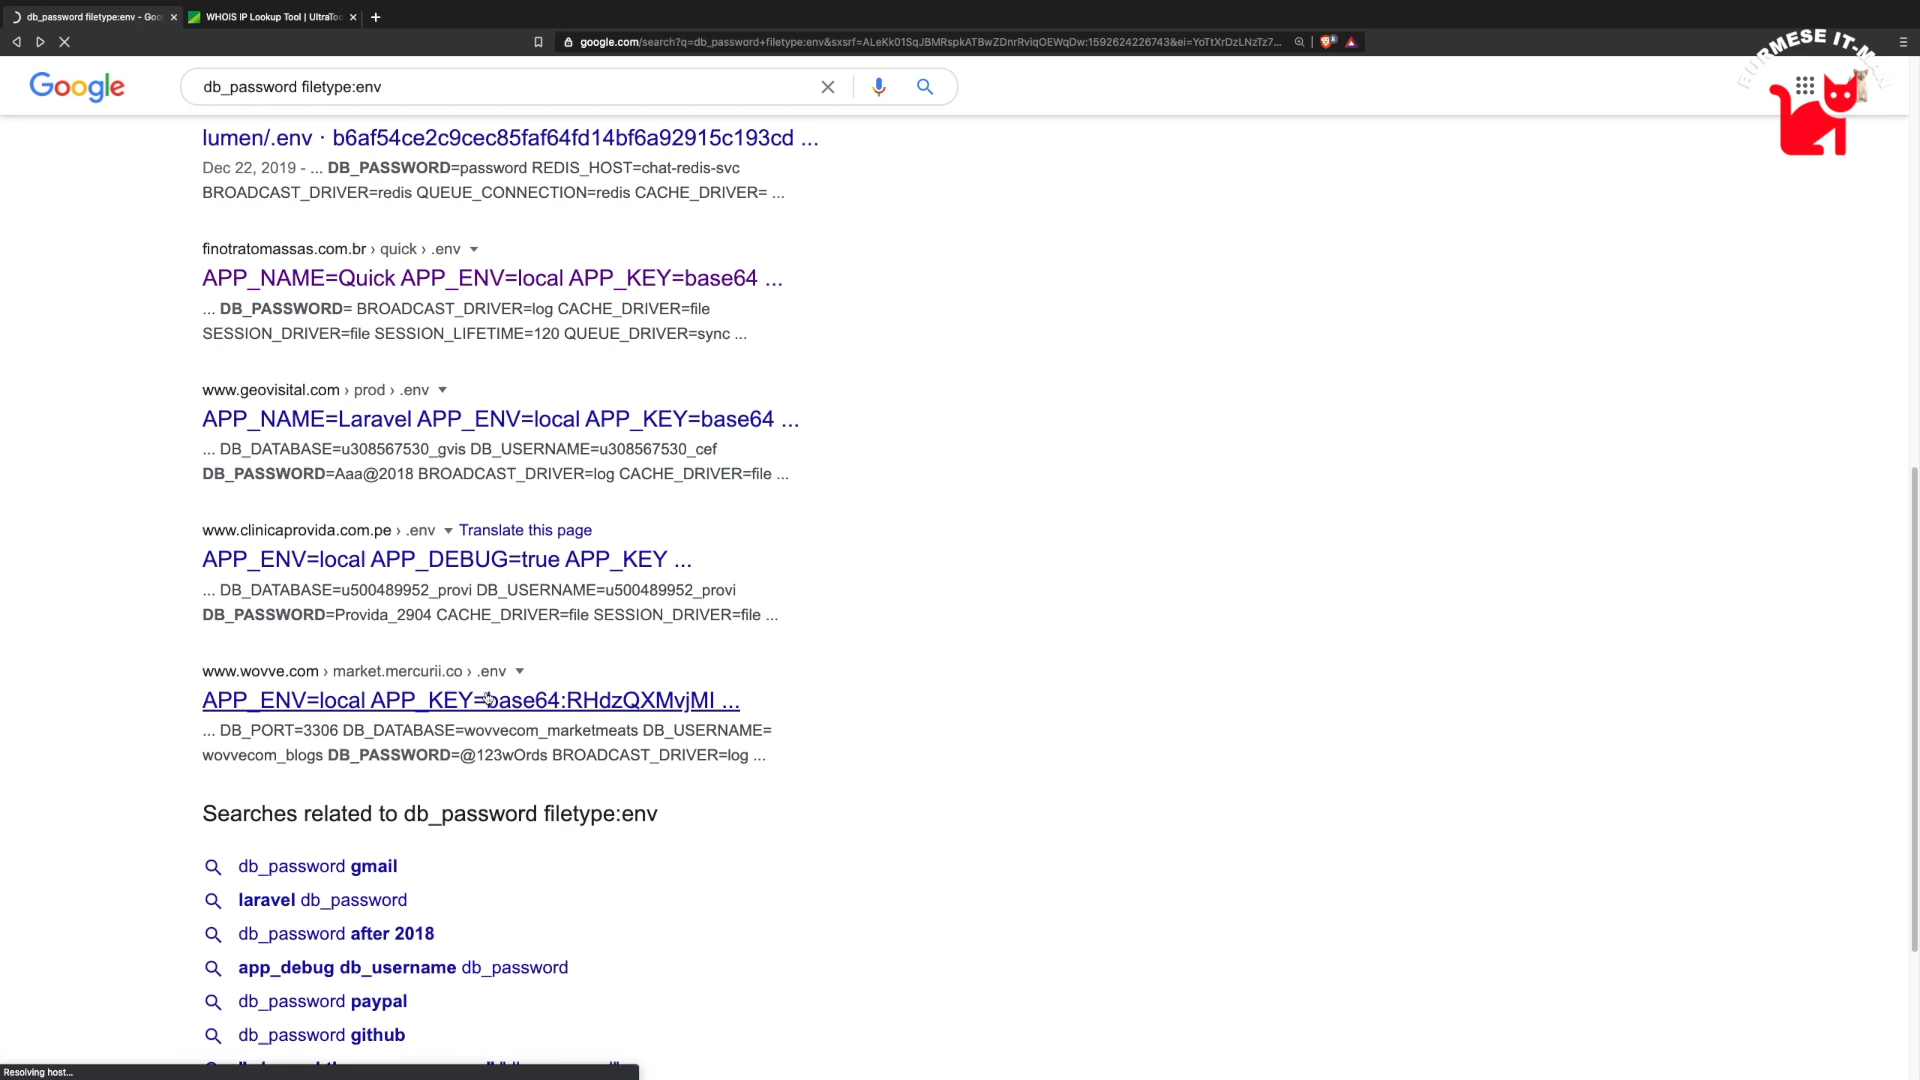 db_password filetype:env - Goo
WHOIS IP Lookup Tool | UltraToo
google.com/search?q=db_password+filetype:env&sxsrf=ALeKk01SqJBMRspkATBwZDnrRviqOEWqDw:1592624226743&ei=YoTtXrDzLNzTz7...
BURMESE IT-MAN
Google
db_password filetype:env
lumen/.env · b6af54ce2c9cec85faf64fd14bf6a92915c193cd ...
Dec 22, 2019 - ... DB_PASSWORD=password REDIS_HOST=chat-redis-svc
BROADCAST_DRIVER=redis QUEUE_CONNECTION=redis CACHE_DRIVER= ...
finotratomassas.com.br › quick › .env
APP_NAME=Quick APP_ENV=local APP_KEY=base64 ...
... DB_PASSWORD= BROADCAST_DRIVER=log CACHE_DRIVER=file
SESSION_DRIVER=file SESSION_LIFETIME=120 QUEUE_DRIVER=sync ...
www.geovisital.com › prod › .env
APP_NAME=Laravel APP_ENV=local APP_KEY=base64 ...
... DB_DATABASE=u308567530_gvis DB_USERNAME=u308567530_cef
DB_PASSWORD=Aaa@2018 BROADCAST_DRIVER=log CACHE_DRIVER=file ...
www.clinicaprovida.com.pe › .env Translate this page
APP_ENV=local APP_DEBUG=true APP_KEY ...
... DB_DATABASE=u500489952_provi DB_USERNAME=u500489952_provi
DB_PASSWORD=Provida_2904 CACHE_DRIVER=file SESSION_DRIVER=file ...
www.wovve.com › market.mercurii.co › .env
APP_ENV=local APP_KEY=base64:RHdzQXMvjMI ...
... DB_PORT=3306 DB_DATABASE=wovvecom_marketmeats DB_USERNAME=
wovvecom_blogs DB_PASSWORD=@123wOrds BROADCAST_DRIVER=log ...
Searches related to db_password filetype:env
db_password gmail
laravel db_password
db_password after 2018
app_debug db_username db_password
db_password paypal
db_password github
Resolving host...